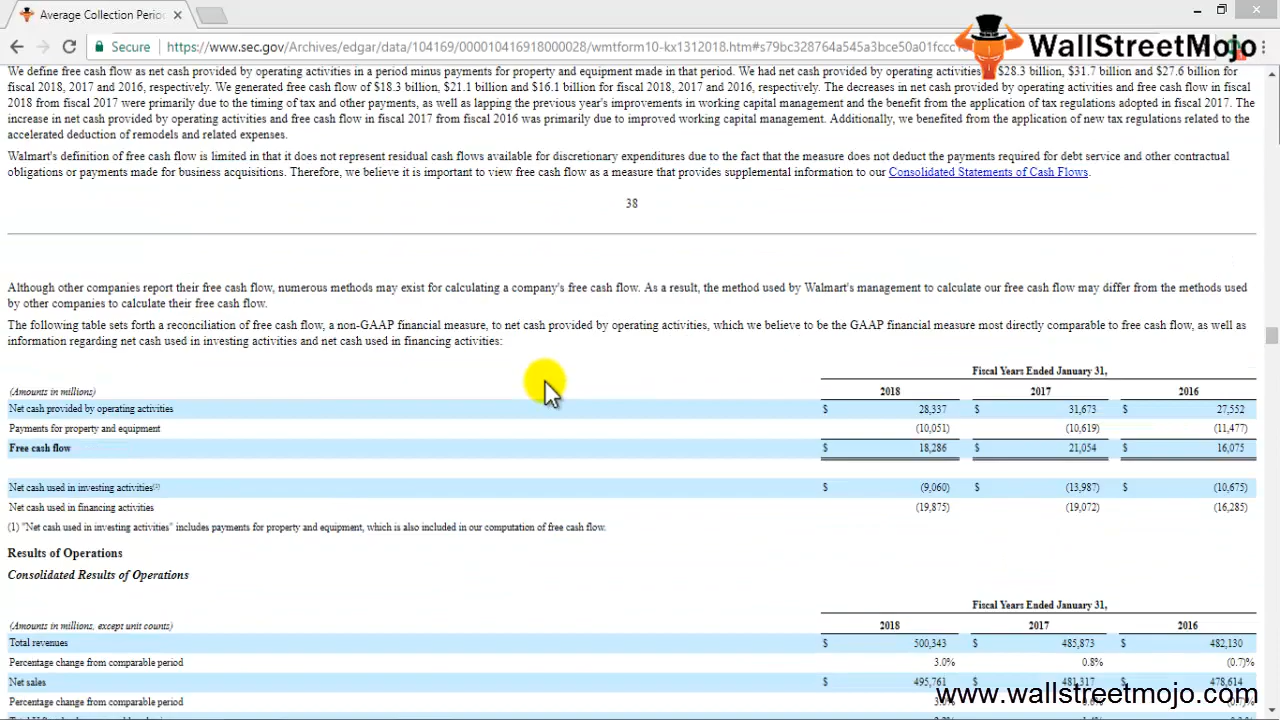 Average Collection Perio
Secure
https://www.sec.gov/Archives/edgar/data/104169/
WallStreetMojo
We define free cash flow as net cash provided by operating activities in a period minus payments for property and equipment made in that period. We had net cash provided by operating activities $28.3 billion, $31.7 billion and $27.6 billion for
fiscal 2018, 2017 and 2016, respectively. We generated free cash flow of $18.3 billion, $21.1 billion and $16.1 billion for fiscal 2018, 2017 and 2016, respectively. The decreases in net cash provided by operating activities and free cash flow in fiscal
2018 from fiscal 2017 were primarily due to the timing of tax and other payments, as well as lapping the previous year's improvements in working capital management and the benefit from the application of tax regulations adopted in fiscal 2017. The
increase in net cash provided by operating activities and free cash flow in fiscal 2017 from fiscal 2016 was primarily due to improved working capital management. Additionally, we benefited from the application of new tax regulations related to the
accelerated deduction of remodels and related expenses.
Walmart's definition of free cash flow is limited in that it does not represent residual cash flows available for discretionary expenditures due to the fact that the measure does not deduct the payments required for debt service and other contractual
obligations or payments made for business acquisitions. Therefore, we believe it is important to view free cash flow as a measure that provides supplemental information to our Consolidated Statements of Cash Flows.
38
Although other companies report their free cash flow, numerous methods may exist for calculating a company's free cash flow. As a result, the method used by Walmart's management to calculate our free cash flow may differ from the methods used
by other companies to calculate their free cash flow.
The following table sets forth a reconciliation of free cash flow, a non-GAAP financial measure, to net cash provided by operating activities, which we believe to be the GAAP financial measure most directly comparable to free cash flow, as well as
information regarding net cash used in investing activities and net cash used in financing activities:
Fiscal Years Ended January 31,
(Amounts in millions) 2018 2017 2016
Net cash provided by operating activities $ 28,337 $ 31,673 $ 27,552
Payments for property and equipment (10,051) (10,619) (11,477)
Free cash flow $ 18,286 $ 21,054 $ 16,075
Net cash used in investing activities $ (9,060) $ (13,987) $ (10,675)
Net cash used in financing activities (19,875) (19,072) (16,285)
(1) "Net cash used in investing activities" includes payments for property and equipment, which is also included in our computation of free cash flow.
Results of Operations
Consolidated Results of Operations
Fiscal Years Ended January 31,
(Amounts in millions, except unit counts) 2018 2017 2016
Total revenues $ 500,343 $ 485,873 $ 482,130
Percentage change from comparable period 3.0% 0.8% (0.7)%
Net sales $ 495,761 $ 481,317 $ 478,614
Percentage change from comparable period
www.wallstreetmojo.com